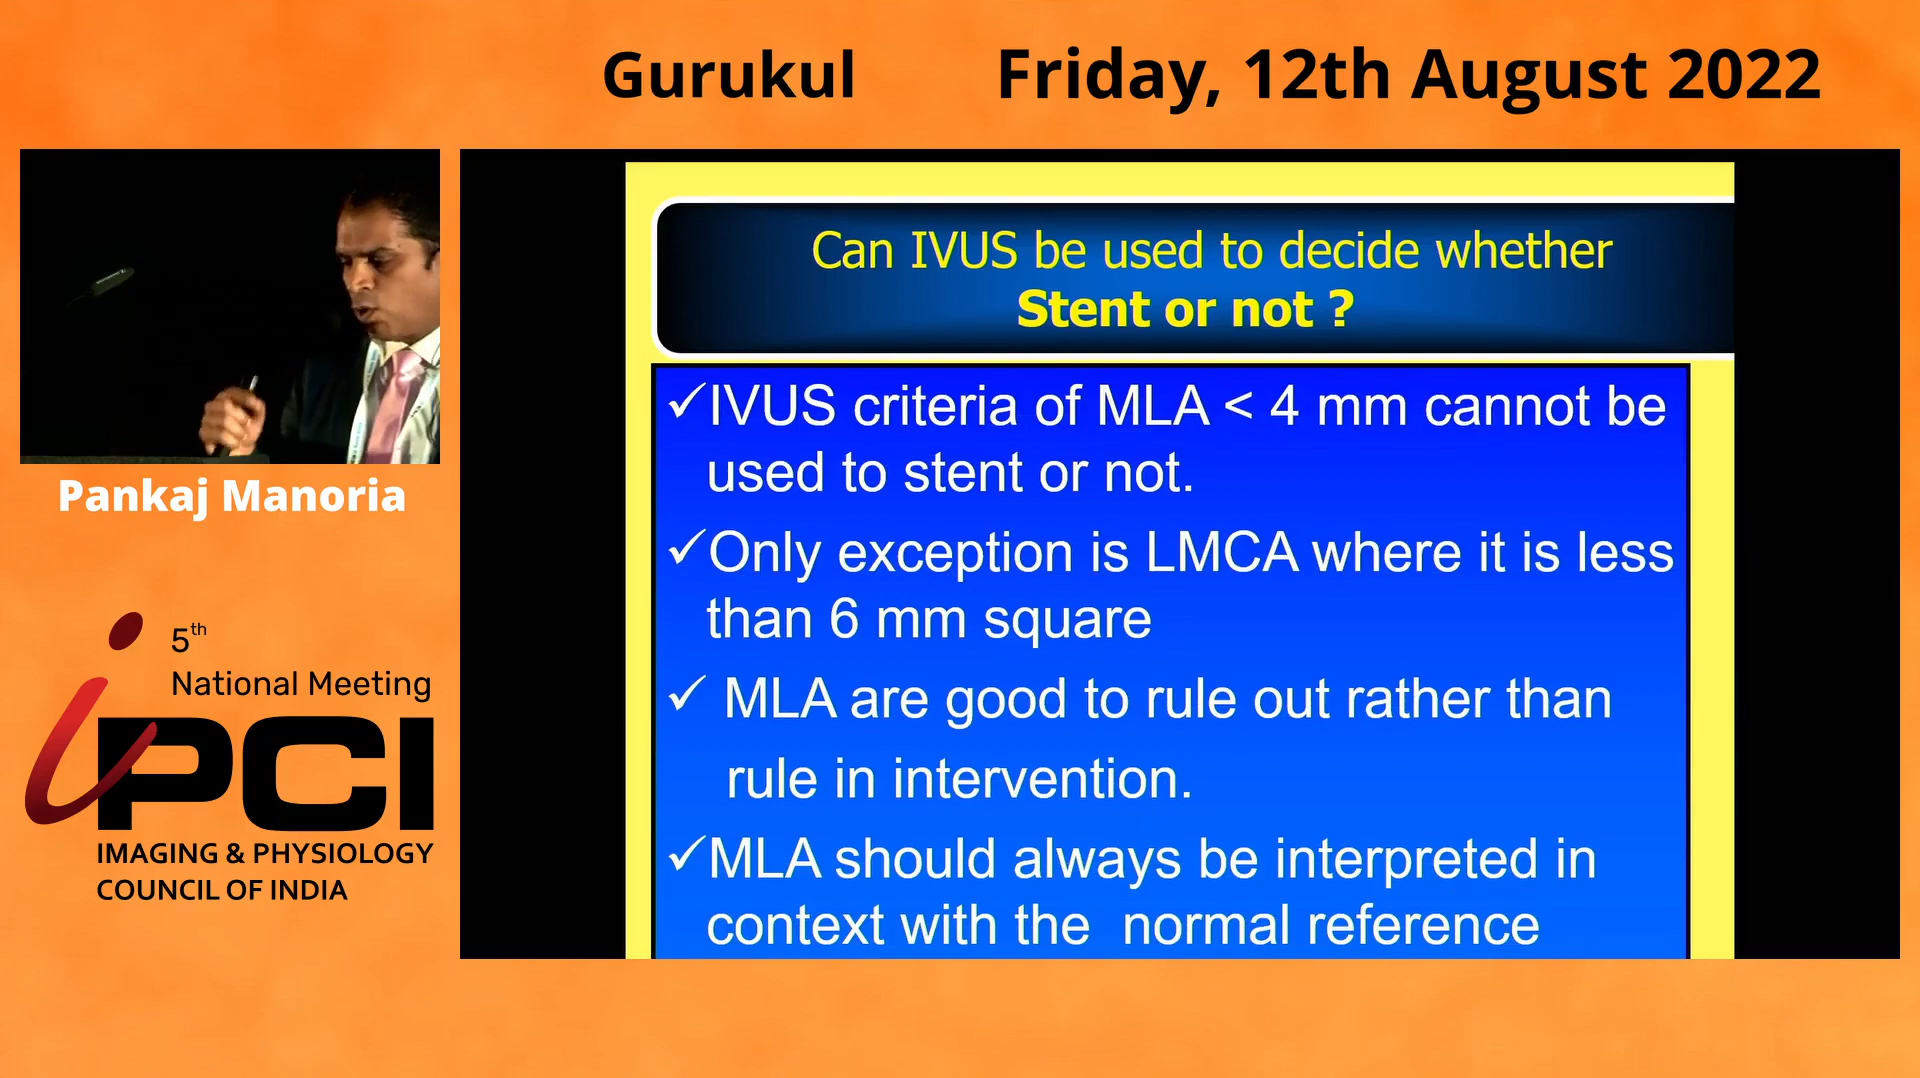 Gurukul
Friday, 12th August 2022
Can IVUS be used to decide whether
Stent or not ?
✓IVUS criteria of MLA < 4 mm cannot be
used to stent or not.
✓Only exception is LMCA where it is less
than 6 mm square
✓ MLA are good to rule out rather than
rule in intervention.
✓MLA should always be interpreted in
context with the normal reference
Pankaj Manoria
5th
National Meeting
iPCI
IMAGING & PHYSIOLOGY
COUNCIL OF INDIA